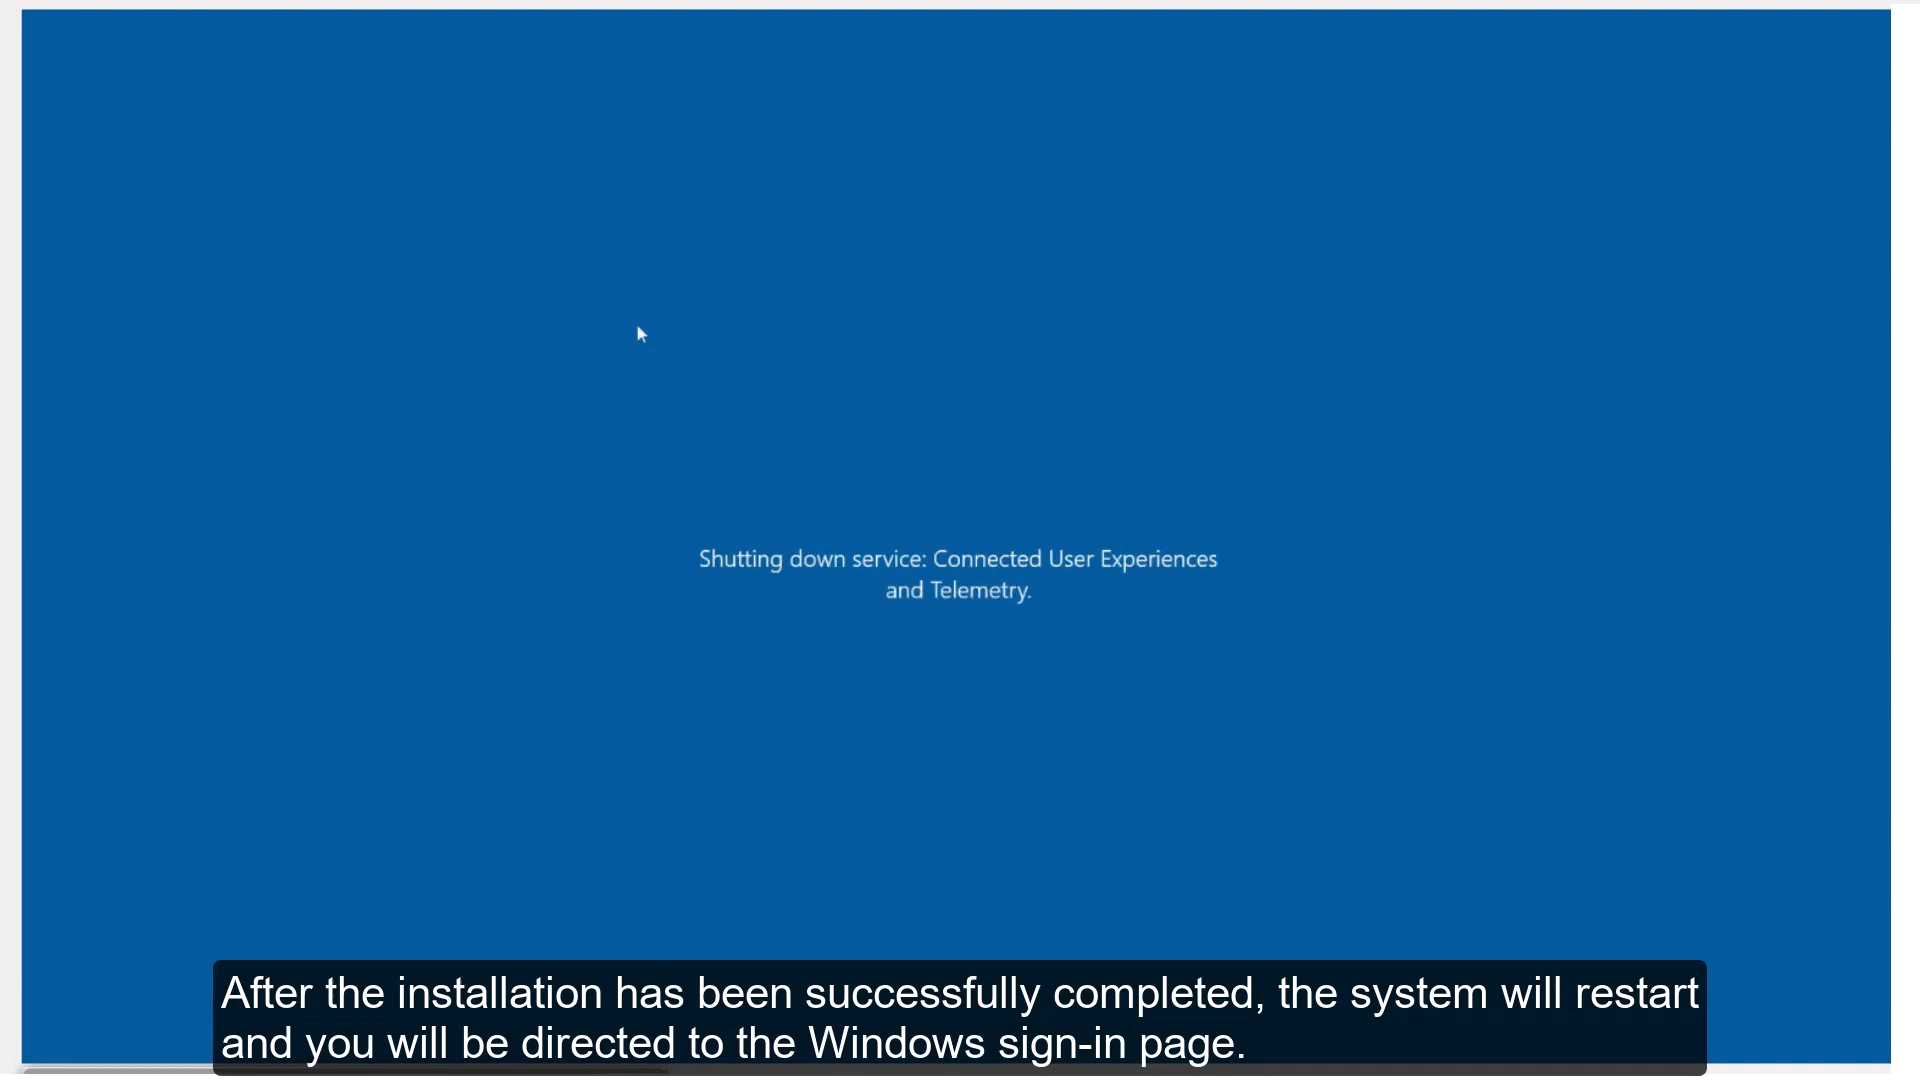 Shutting down service: Connected User Experiences
and Telemetry.
After the installation has been successfully completed, the system will restart
and you will be directed to the Windows sign-in page.